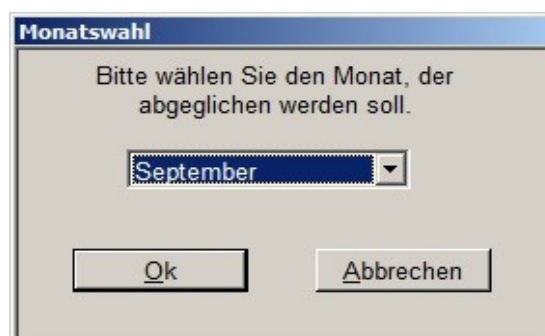 Monatswahl
Bitte wählen Sie den Monat, der
abgeglichen werden soll.
September
Ok
Abbrechen